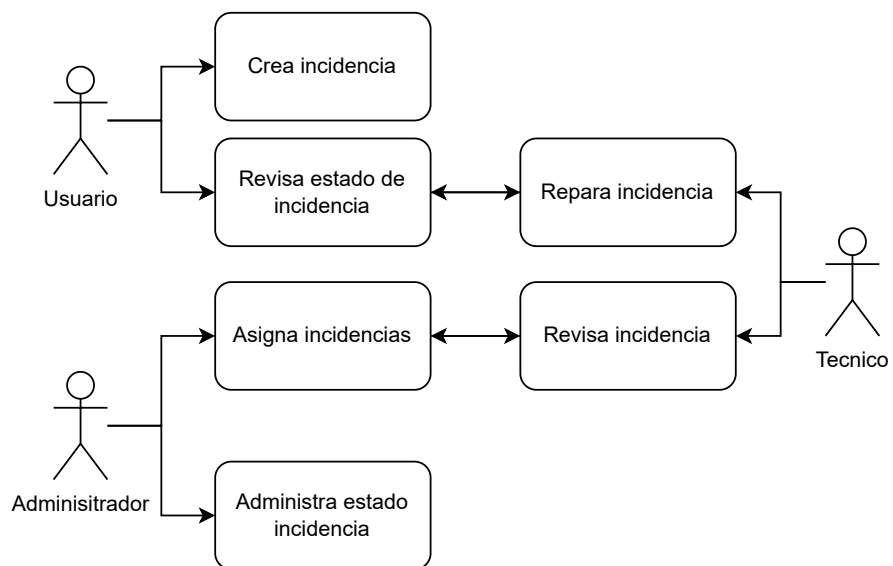 Crea incidencia
Usuario
Revisa estado de
incidencia
Repara incidencia
Asigna incidencias
Revisa incidencia
Tecnico
Adminisitrador
Administra estado
incidencia